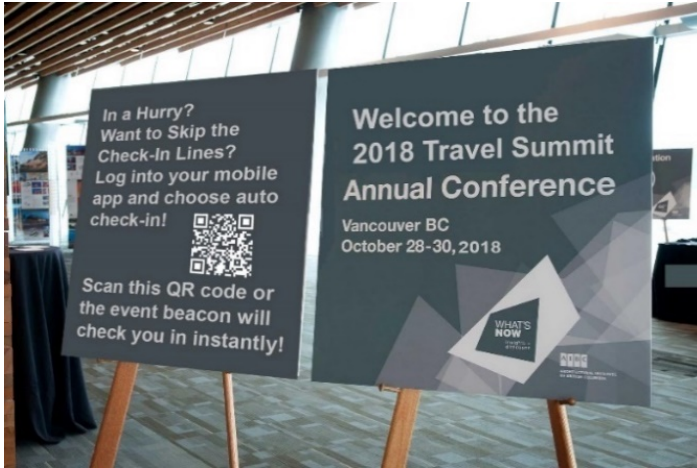 In a Hurry?
Want to Skip the
Check-In Lines?
Log into your mobile
app and choose auto
check-in!
Scan this QR code or
the event beacon will
check you in instantly!
Welcome to the
2018 Travel Summit
Annual Conference
Vancouver BC
October 28-30, 2018
WHAT'S
NOW
AIBC